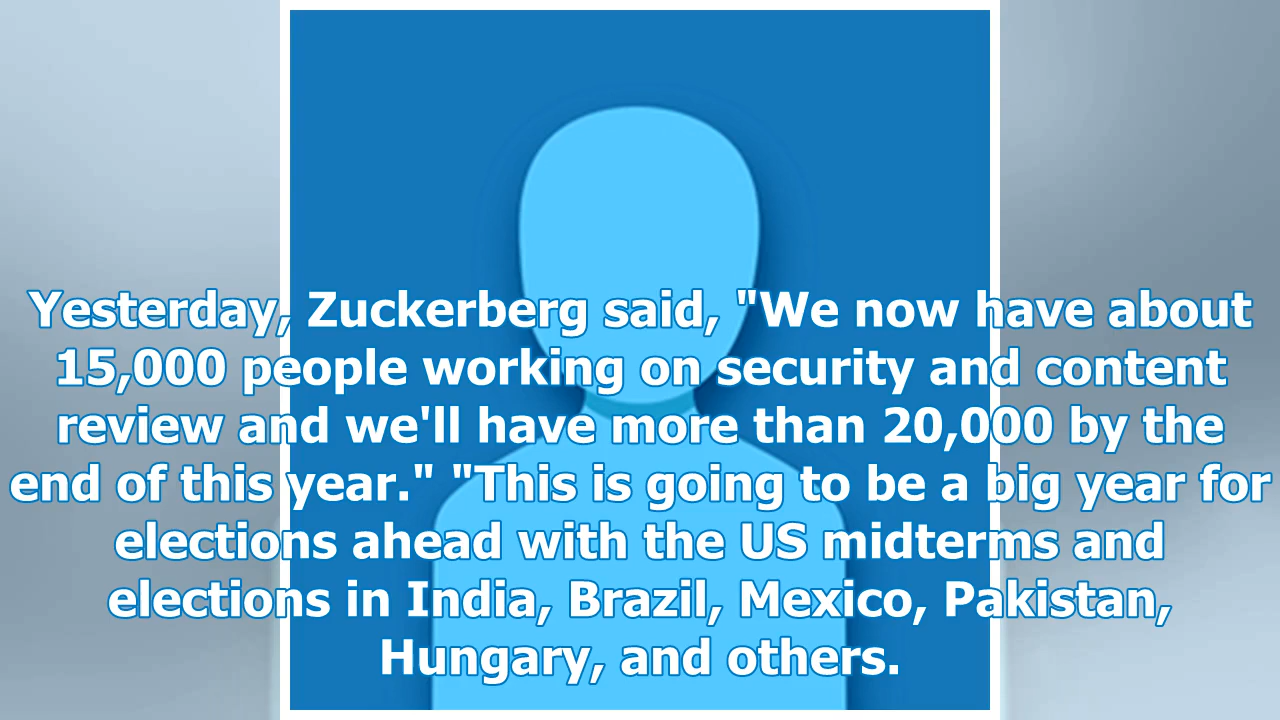 Yesterday, Zuckerberg said, "We now have about
15,000 people working on security and content
review and we'll have more than 20,000 by the
end of this year." "This is going to be a big year for
elections ahead with the US midterms and
elections in India, Brazil, Mexico, Pakistan,
Hungary, and others.